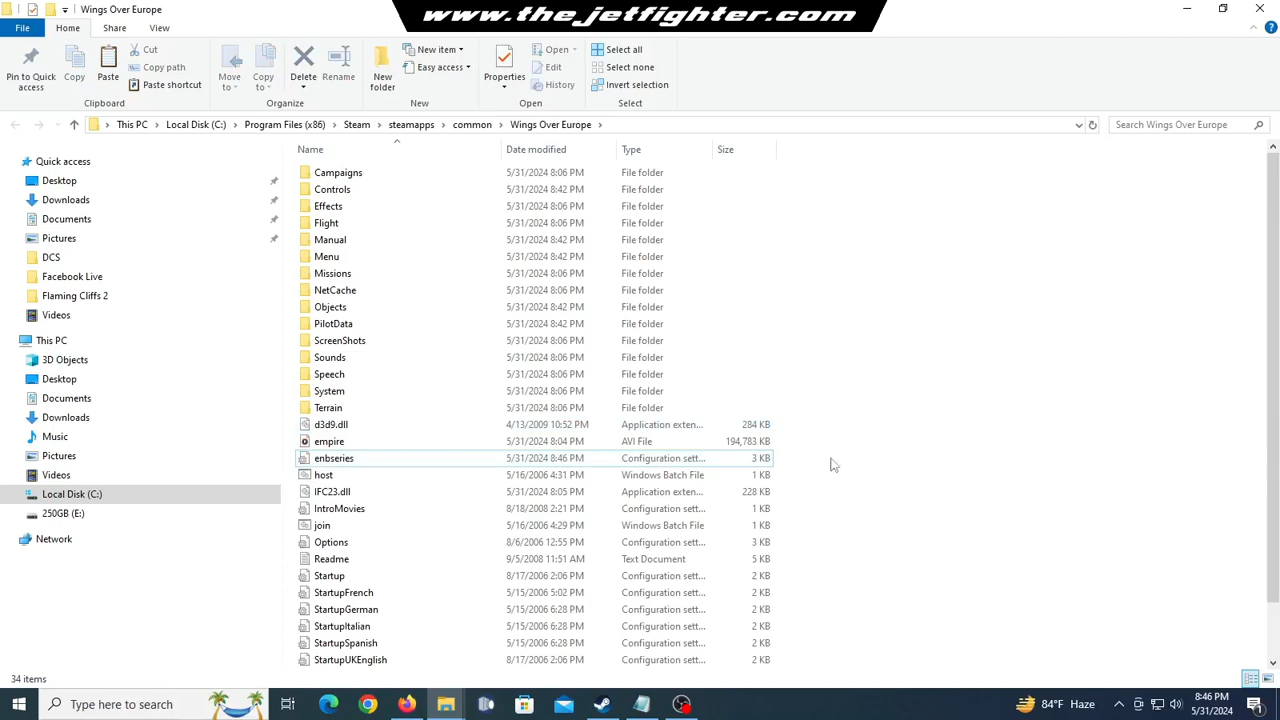 Wings Over Europe
www.the.jetfighter.com
File Home Share View
Pin to Quick access
Copy
Paste
Cut
Copy path
Paste shortcut
Clipboard
Move to
Copy to
Delete
Rename
Organize
New folder
New item
Easy access
New
Properties
Open
Edit
History
Open
Select all
Select none
Invert selection
Select
This PC Local Disk (C:) Program Files (x86) Steam steamapps common Wings Over Europe
Search Wings Over Europe
Quick access
Desktop
Downloads
Documents
Pictures
DCS
Facebook Live
Flaming Cliffs 2
Videos
This PC
3D Objects
Desktop
Documents
Downloads
Music
Pictures
Videos
Local Disk (C:)
250GB (E:)
Network
Name Date modified Type Size
Campaigns 5/31/2024 8:06 PM File folder
Controls 5/31/2024 8:42 PM File folder
Effects 5/31/2024 8:06 PM File folder
Flight 5/31/2024 8:06 PM File folder
Manual 5/31/2024 8:42 PM File folder
Menu 5/31/2024 8:42 PM File folder
Missions 5/31/2024 8:06 PM File folder
NetCache 5/31/2024 8:06 PM File folder
Objects 5/31/2024 8:42 PM File folder
PilotData 5/31/2024 8:42 PM File folder
ScreenShots 5/31/2024 8:06 PM File folder
Sounds 5/31/2024 8:06 PM File folder
Speech 5/31/2024 8:06 PM File folder
System 5/31/2024 8:06 PM File folder
Terrain 5/31/2024 8:06 PM File folder
d3d9.dll 4/13/2009 10:52 PM Application exten... 284 KB
empire 5/31/2024 8:04 PM AVI File 194,783 KB
enbseries 5/31/2024 8:46 PM Configuration sett... 3 KB
host 5/16/2006 4:31 PM Windows Batch File 1 KB
IFC23.dll 5/31/2024 8:05 PM Application exten... 228 KB
IntroMovies 8/18/2008 2:21 PM Configuration sett... 1 KB
join 5/16/2006 4:29 PM Windows Batch File 1 KB
Options 8/6/2006 12:55 PM Configuration sett... 3 KB
Readme 9/5/2008 11:51 AM Text Document 5 KB
Startup 8/17/2006 2:06 PM Configuration sett... 2 KB
StartupFrench 5/15/2006 5:02 PM Configuration sett... 2 KB
StartupGerman 5/15/2006 6:28 PM Configuration sett... 2 KB
StartupItalian 5/15/2006 6:28 PM Configuration sett... 2 KB
StartupSpanish 5/15/2006 6:28 PM Configuration sett... 2 KB
StartupUKEnglish 8/17/2006 2:06 PM Configuration sett... 2 KB
34 items
Type here to search
84°F Haze
8:46 PM
5/31/2024